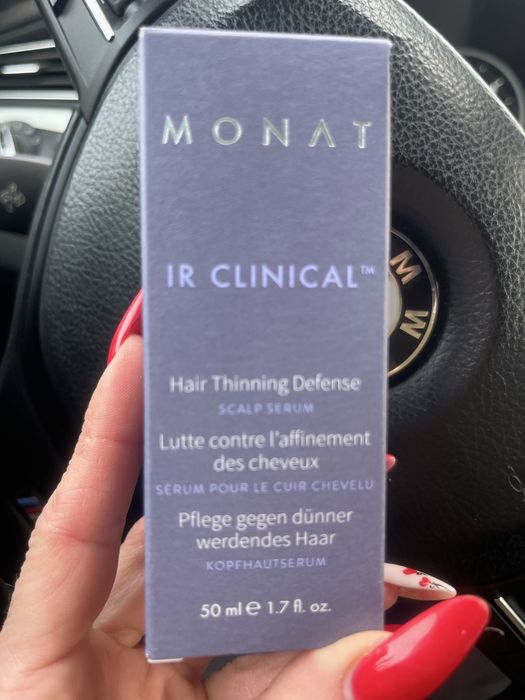 MONAT
IR CLINICAL™
Hair Thinning Defense
SCALP SERUM
Lutte contre l'affinement
des cheveux
SÉRUM POUR LE CUIR CHEVELU
Pflege gegen dünner
werdendes Haar
KOPFHAUTSERUM
50 ml ℮ 1.7 fl. oz.
M W